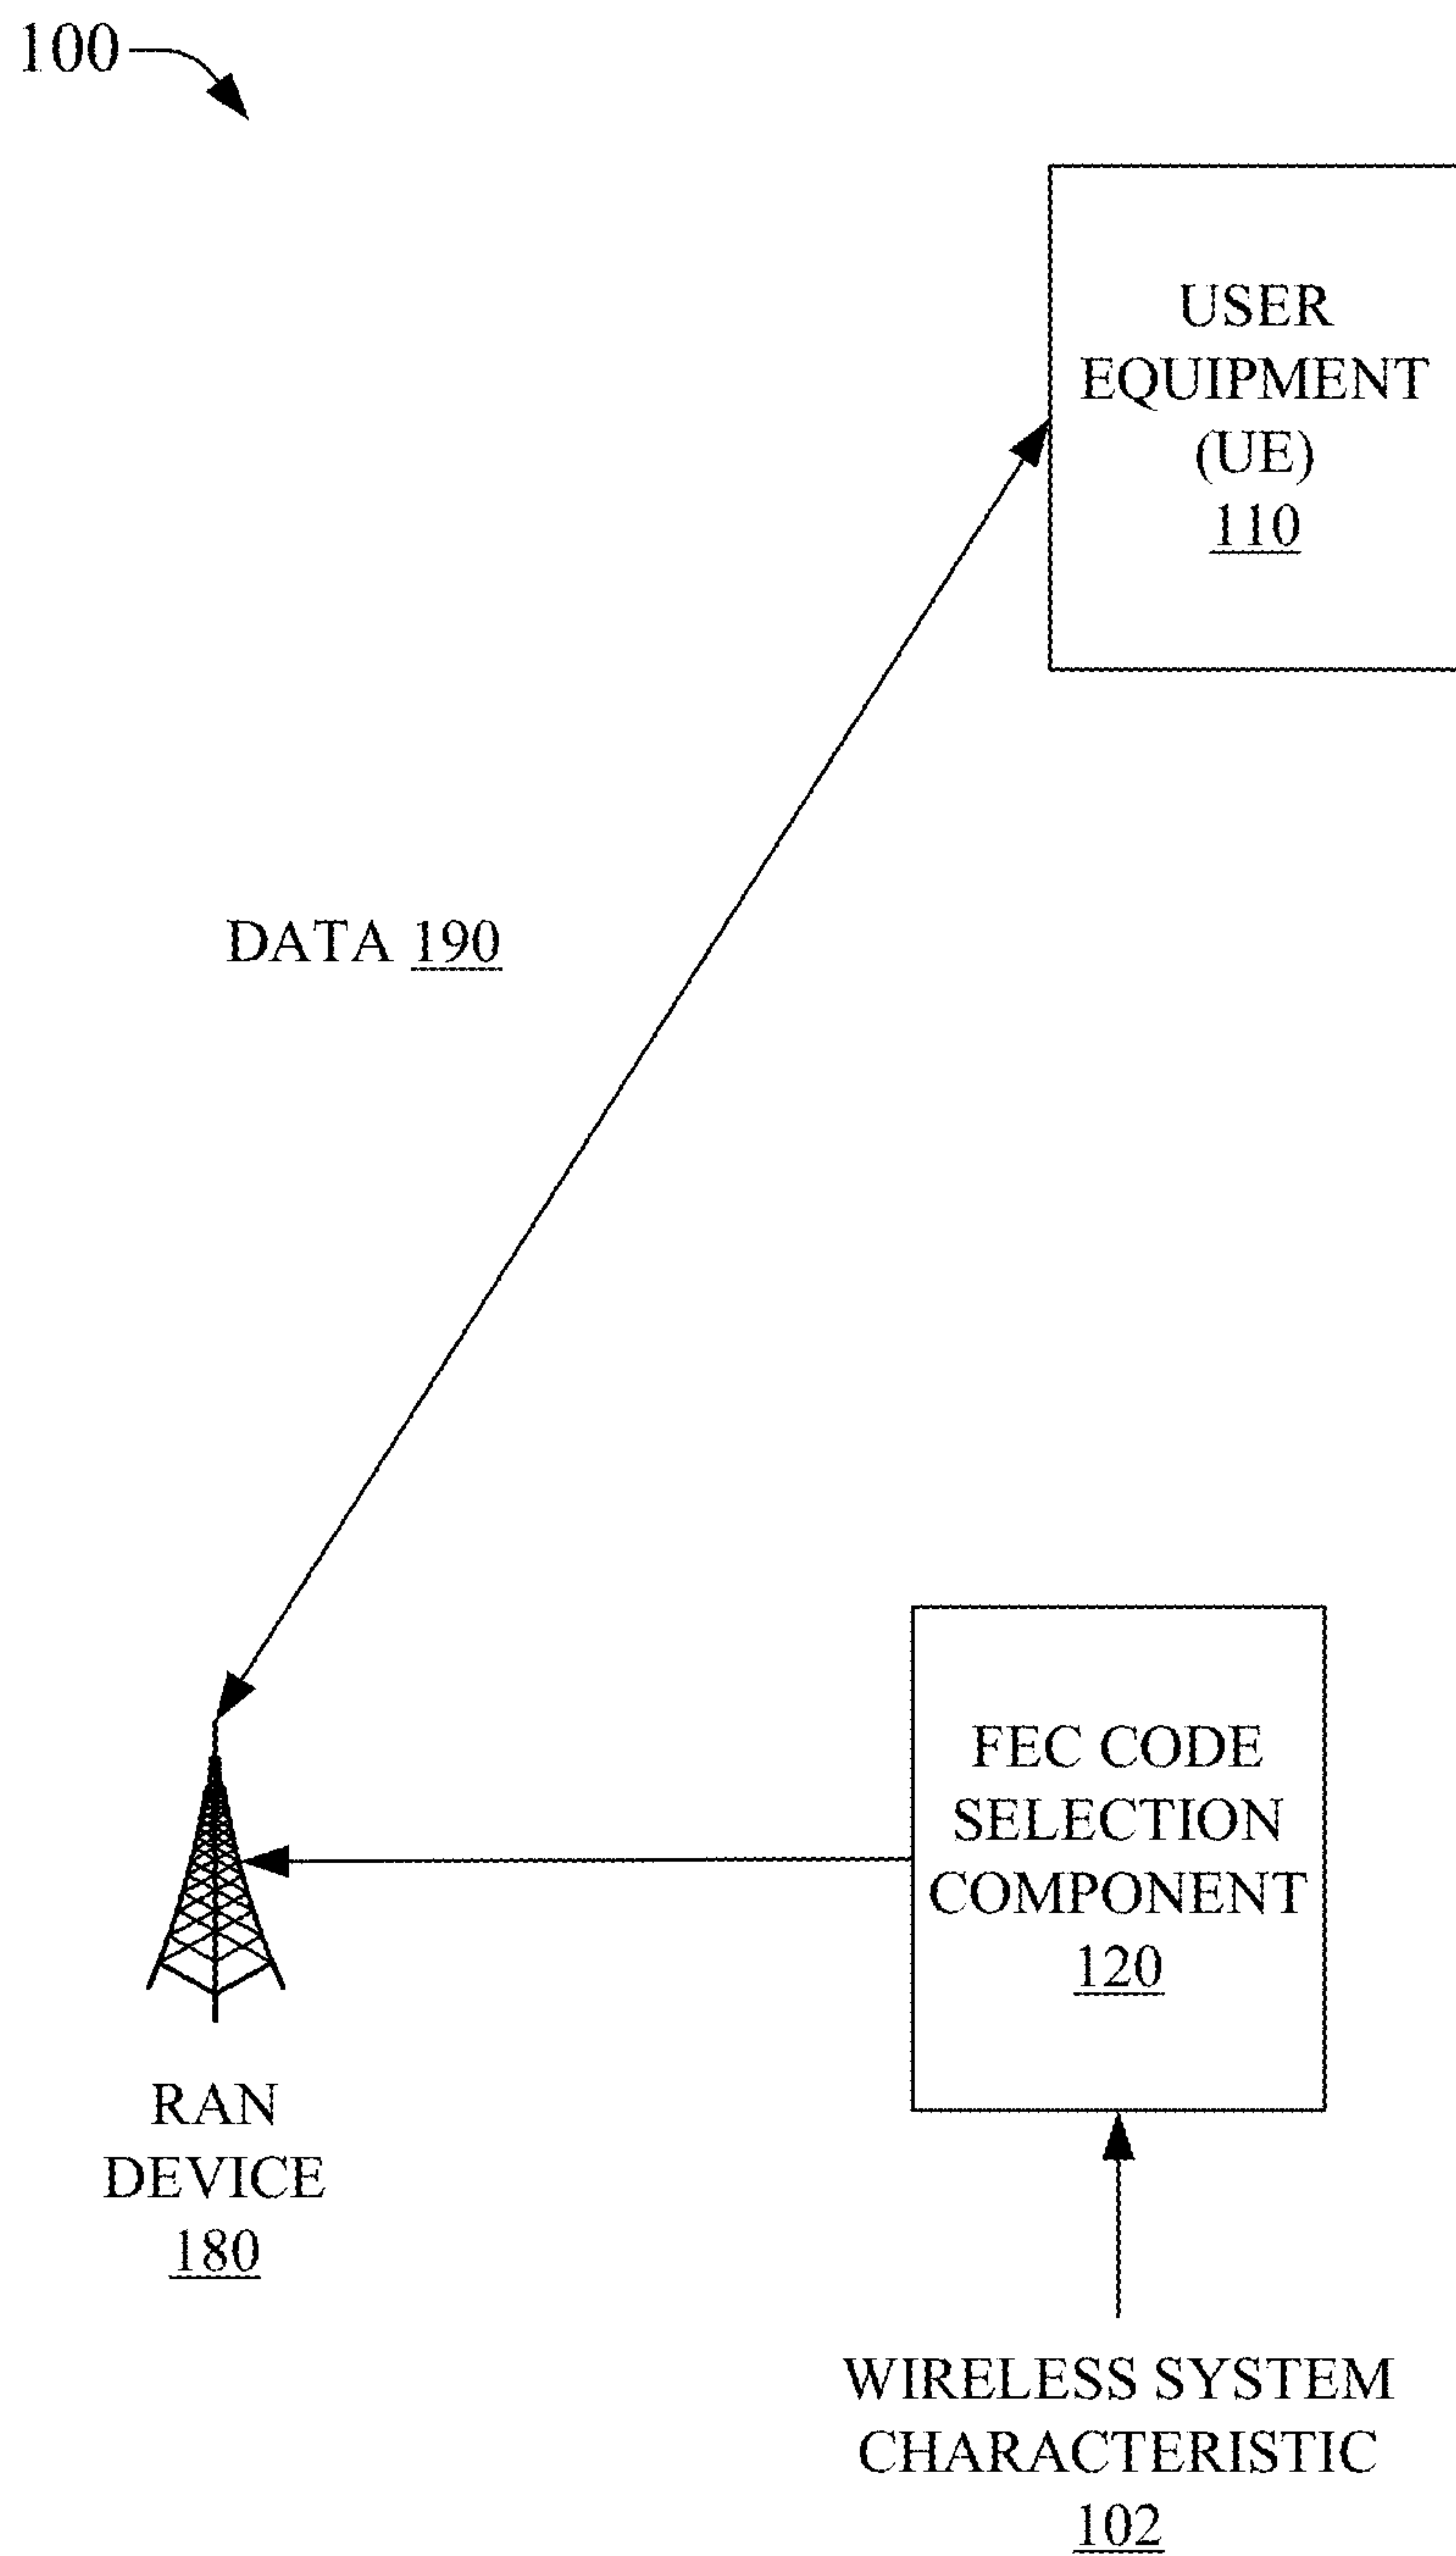 100
USER
EQUIPMENT
(UE)
110
DATA 190
FEC CODE
SELECTION
COMPONENT
120
RAN
DEVICE
180
WIRELESS SYSTEM
CHARACTERISTIC
102